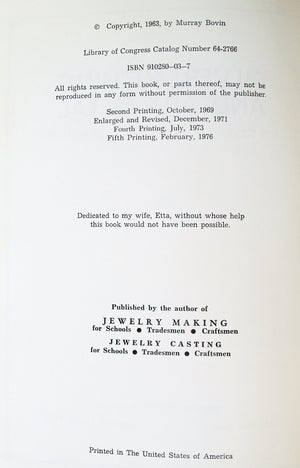 © Copyright, 1963, by Murray Bovin
Library of Congress Catalog Number 64-2766
ISBN 910280-03-7
All rights reserved. This book, or parts thereof, may not be
reproduced in any form without permission of the publisher.
Second Printing, October, 1969
Enlarged and Revised, December, 1971
Fourth Printing, July, 1973
Fifth Printing, February, 1976
Dedicated to my wife, Etta, without whose help
this book would not have been possible.
Published by the author of
JEWELRY MAKING
for Schools • Tradesmen • Craftsmen
JEWELRY CASTING
for Schools • Tradesmen • Craftsmen
Printed in The United States of America